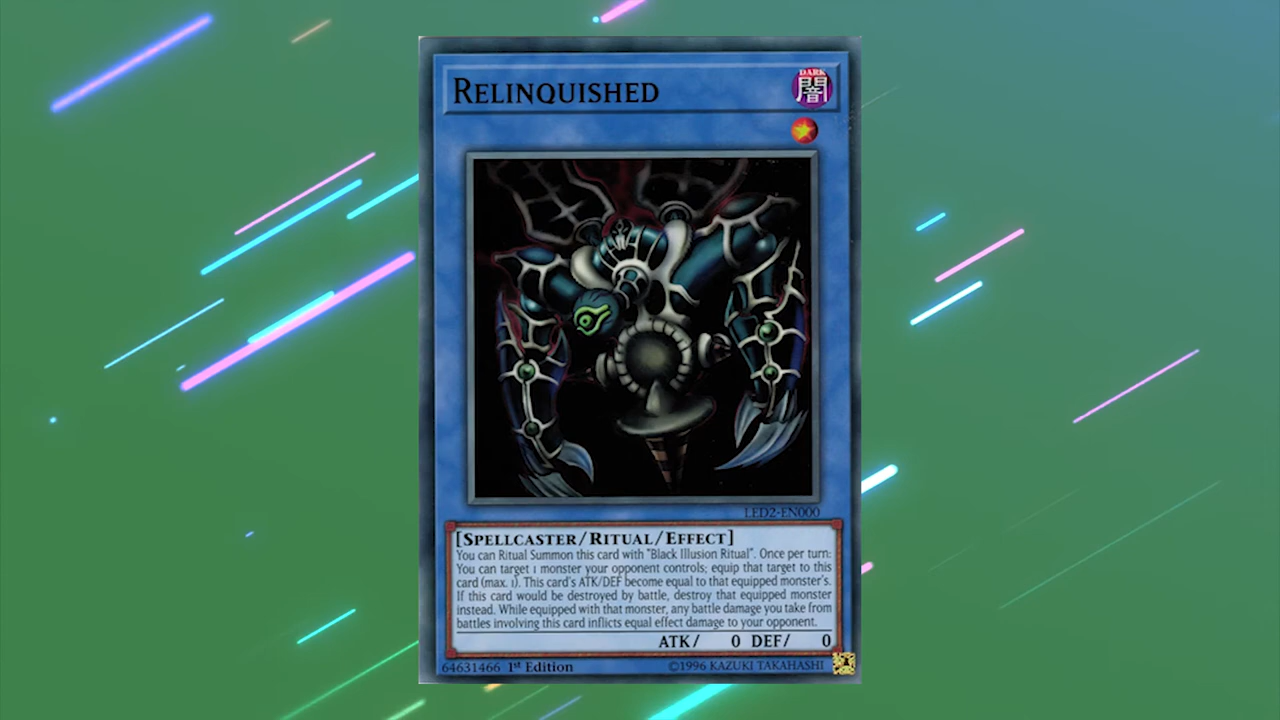 RELINQUISHED
DARK
闇
LED2-EN000
[SPELLCASTER/RITUAL/EFFECT]
You can Ritual Summon this card with "Black Illusion Ritual". Once per turn:
You can target 1 monster your opponent controls; equip that target to this
card (max. 1). This card's ATK/DEF become equal to that equipped monster's.
If this card would be destroyed by battle, destroy that equipped monster
instead. While equipped with that monster, any battle damage you take from
battles involving this card inflicts equal effect damage to your opponent.
ATK/ 0 DEF/ 0
64631466 1st Edition ©1996 KAZUKI TAKAHASHI